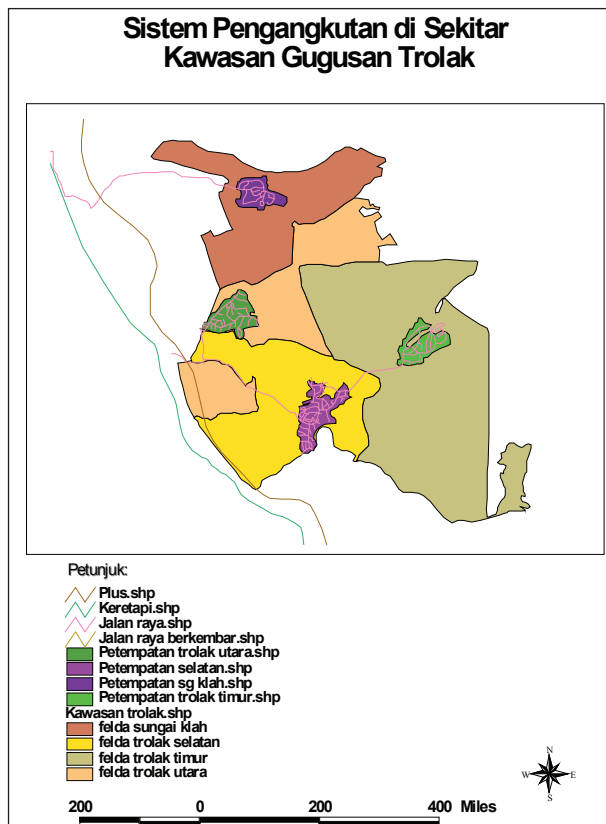 Sistem Pengangkutan di Sekitar
Kawasan Gugusan Trolak
Petunjuk:
Plus.shp
Keretapi.shp
Jalan raya.shp
Jalan raya berkembar.shp
Petempatan trolak utara.shp
Petempatan selatan.shp
Petempatan sg klah.shp
Petempatan trolak timur.shp
Kawasan trolak.shp
felda sungai klah
felda trolak selatan
felda trolak timur
felda trolak utara
N
W E
S
200 0 200 400 Miles